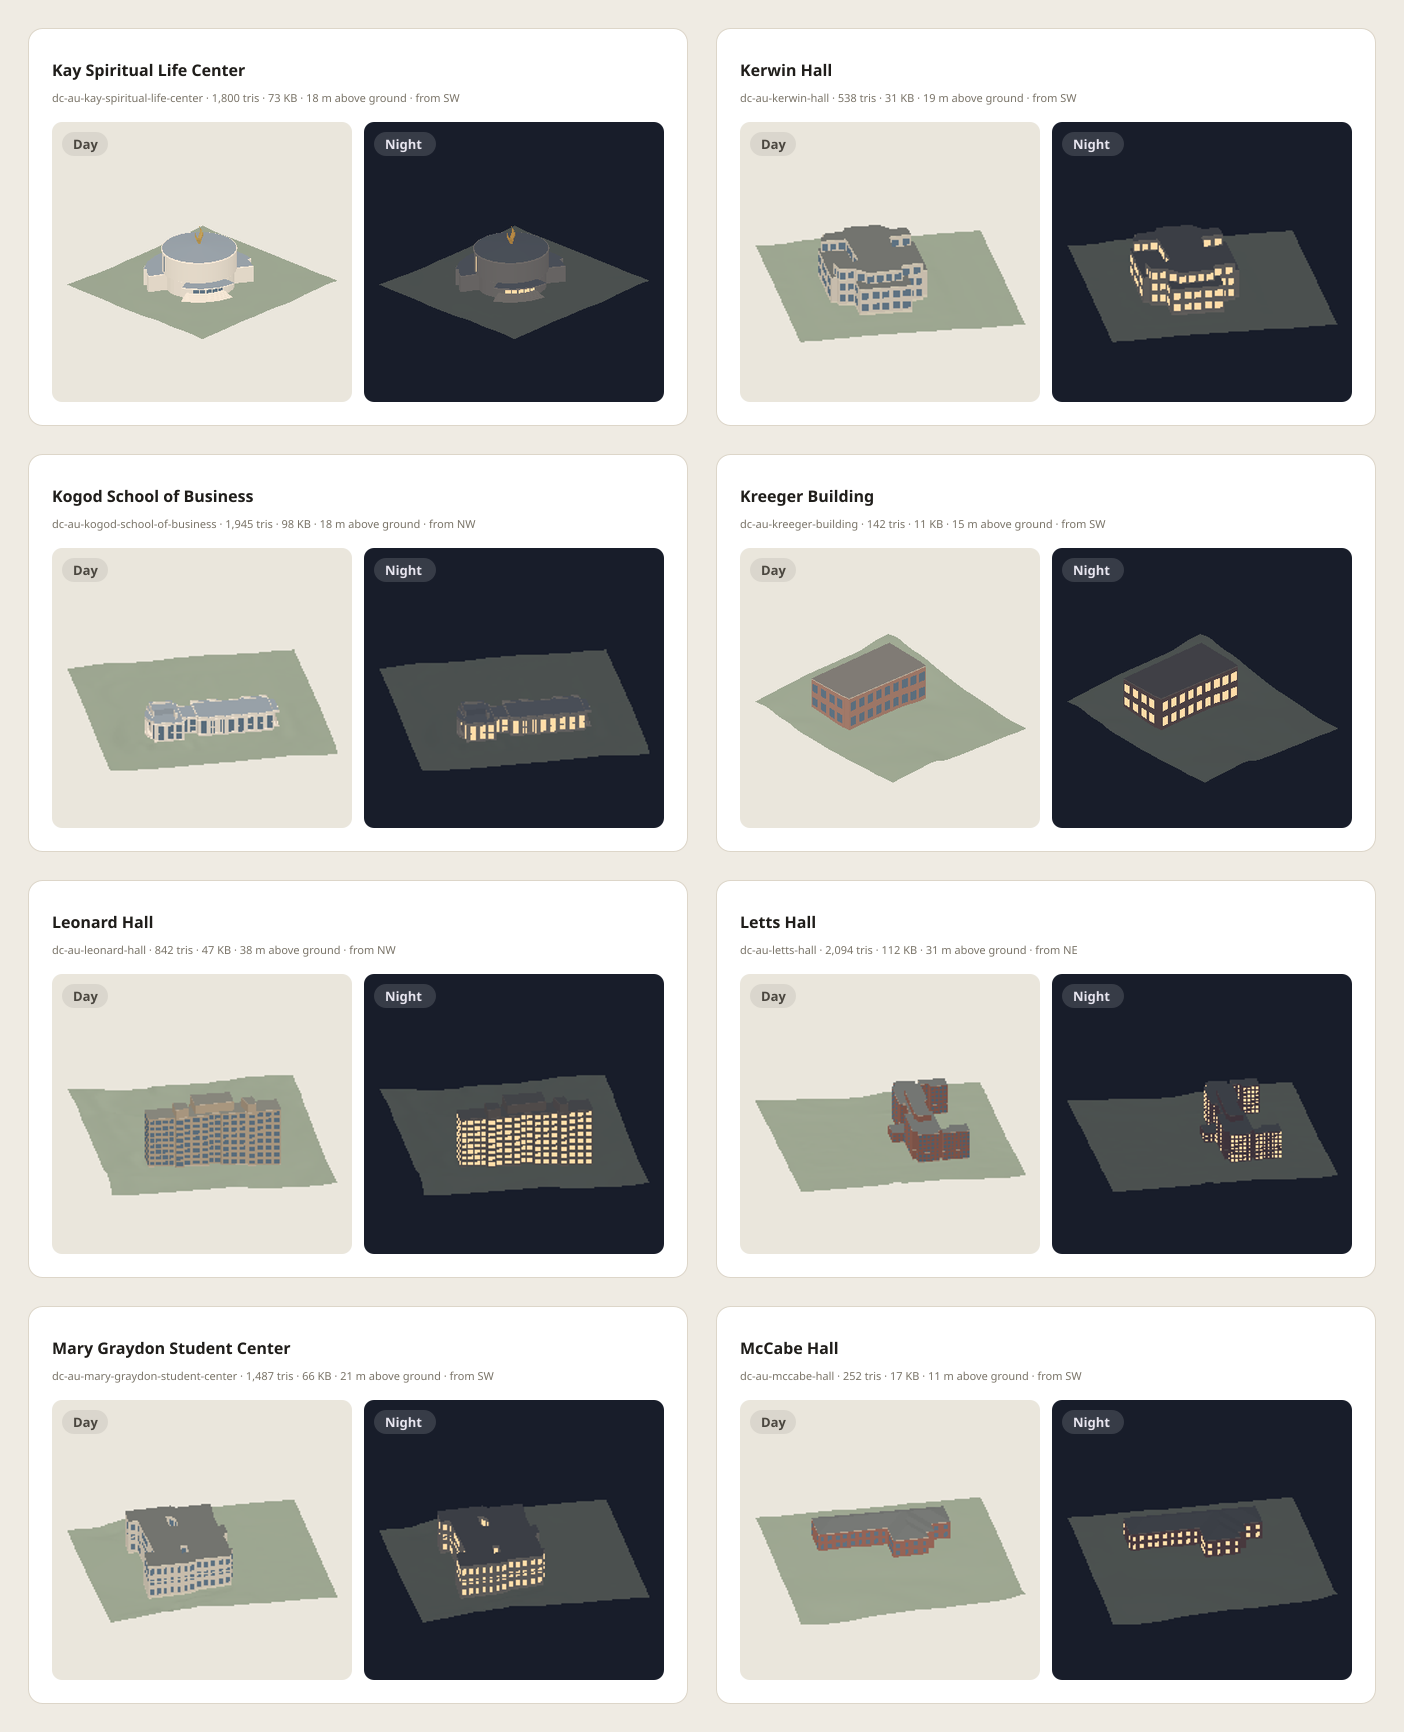 Kay Spiritual Life Center
dc-au-kay-spiritual-life-center · 1,800 tris · 73 KB · 18 m above ground · from SW
Day
Night
Kerwin Hall
dc-au-kerwin-hall · 538 tris · 31 KB · 19 m above ground · from SW
Day
Night
Kogod School of Business
dc-au-kogod-school-of-business · 1,945 tris · 98 KB · 18 m above ground · from NW
Day
Night
Kreeger Building
dc-au-kreeger-building · 142 tris · 11 KB · 15 m above ground · from SW
Day
Night
Leonard Hall
dc-au-leonard-hall · 842 tris · 47 KB · 38 m above ground · from NW
Day
Night
Letts Hall
dc-au-letts-hall · 2,094 tris · 112 KB · 31 m above ground · from NE
Day
Night
Mary Graydon Student Center
dc-au-mary-graydon-student-center · 1,487 tris · 66 KB · 21 m above ground · from SW
Day
Night
McCabe Hall
dc-au-mccabe-hall · 252 tris · 17 KB · 11 m above ground · from SW
Day
Night